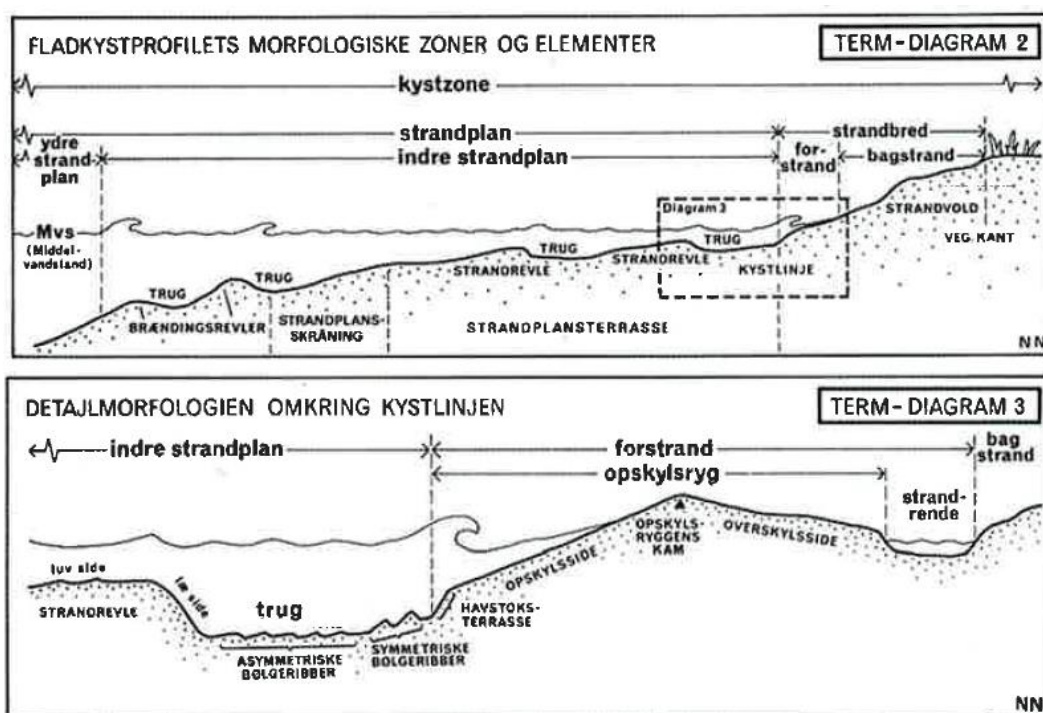 FLADKYSTPROFILETS MORFOLOGISKE ZONER OG ELEMENTER
TERM-DIAGRAM 2
kystzone
strandplan
strandbred
ydre
strand-
plan
indre strandplan
for-
strand
bagstrand
Mvs
(Middel-
vandstand)
Diagram 3
TRUG
TRUG
BRÆNDINGSREVLER
STRANDPLANS-
SKRÅNING
STRANDREVLE
TRUG
STRANDREVLE
TRUG
KYSTLINJE
STRANDPLANSTERRASSE
STRANDVOLD
VEG. KANT
NN
DETAJLMORFOLOGIEN OMKRING KYSTLINJEN
TERM-DIAGRAM 3
indre strandplan
forstrand
bag
strand
opskylsryg
strand-
rende
luv side
læ side
STRANDREVLE
trug
ASYMMETRISKE
BØLGERIBBER
SYMMETRISKE
BØLGERIBBER
HAVSTOKS-
TERRASSE
OPSKYLSSIDE
OPSKYLS-
RYGGENS
KAM
OVERSKYLSSIDE
NN